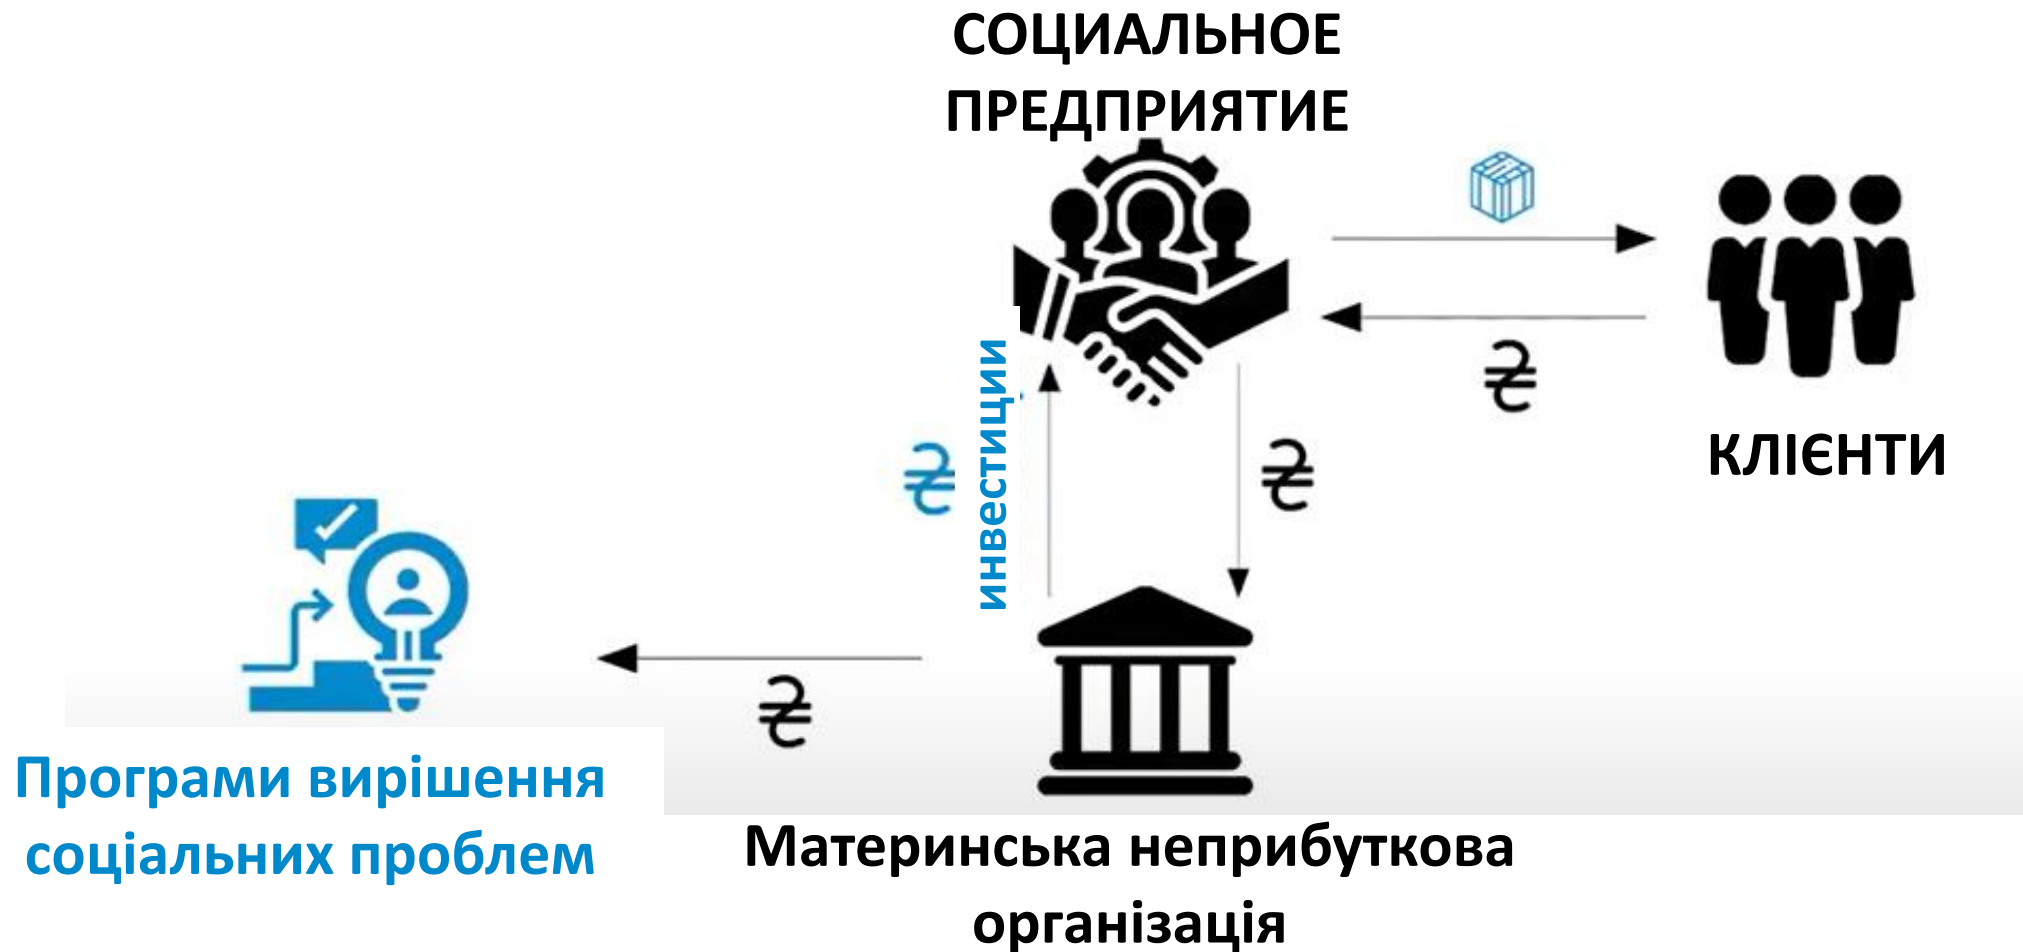 СОЦИАЛЬНОЕ
ПРЕДПРИЯТИЕ
₴
КЛІЄНТИ
инвестиции
₴
₴
₴
Програми вирішення
соціальних проблем
Материнська неприбуткова
організація